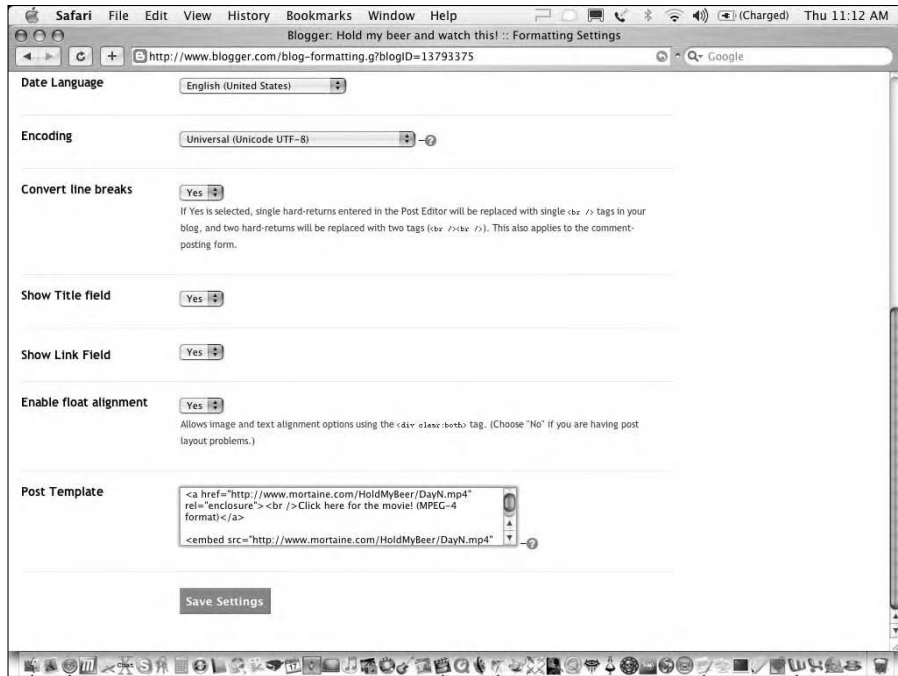 Safari File Edit View History Bookmarks Window Help (Charged) Thu 11:12 AM
Blogger: Hold my beer and watch this! :: Formatting Settings
http://www.blogger.com/blog-formatting.g?blogID=13793375 Google
Date Language English (United States)
Encoding Universal (Unicode UTF-8)
Convert line breaks Yes
If Yes is selected, single hard-returns entered in the Post Editor will be replaced with single <br /> tags in your
blog, and two hard-returns will be replaced with two tags (<br /><br />). This also applies to the comment-
posting form.
Show Title field Yes
Show Link Field Yes
Enable float alignment Yes
Allows image and text alignment options using the <div clear:both> tag. (Choose "No" if you are having post
layout problems.)
Post Template
<a href="http://www.mortaine.com/HoldMyBeer/DayN.mp4"
rel="enclosure"><br />Click here for the movie! (MPEG-4
format)</a>
<embed src="http://www.mortaine.com/HoldMyBeer/DayN.mp4"
Save Settings